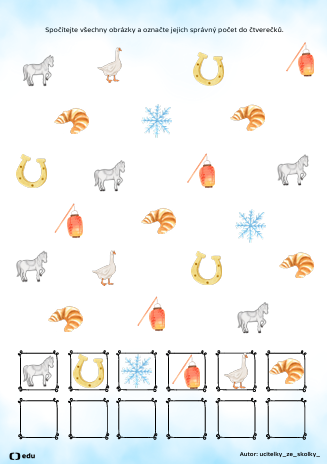 Spočítejte všechny obrázky a označte jejich správný počet do čtverečků.
edu
Autor: ucitelky_ze_skolky_